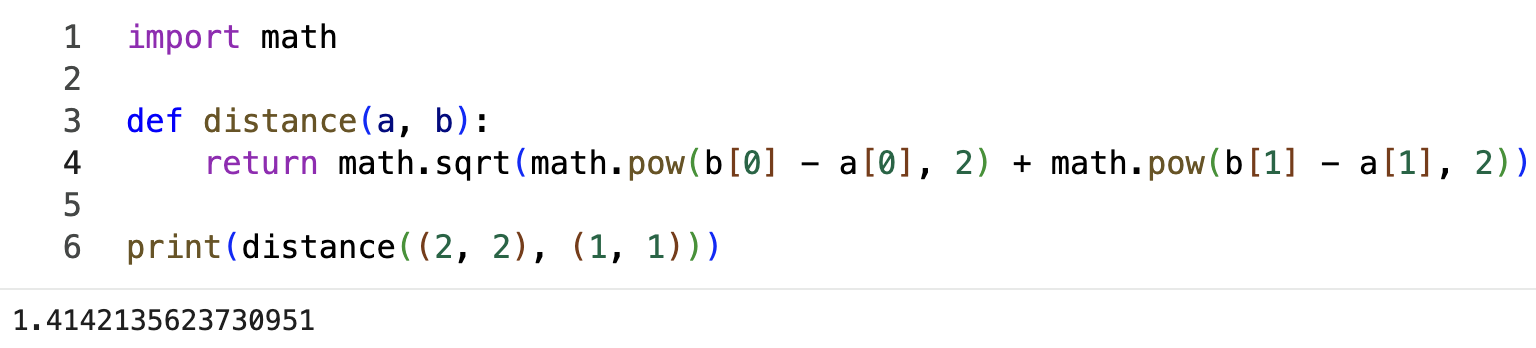 1 import math
2
3 def distance(a, b):
4     return math.sqrt(math.pow(b[0] - a[0], 2) + math.pow(b[1] - a[1], 2))
5
6 print(distance((2, 2), (1, 1)))
1.4142135623730951